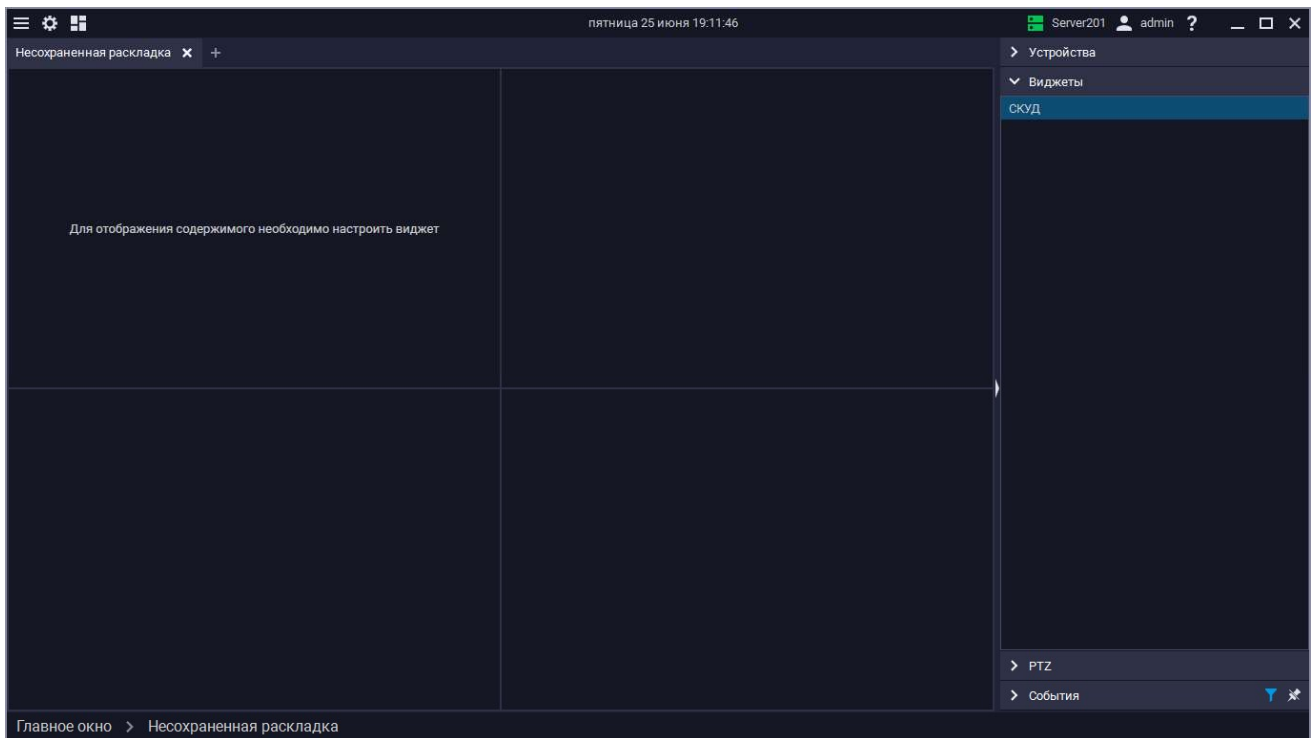 пятница 25 июня 19:11:46
Server201 admin ?
Несохраненная раскладка
Устройства
Виджеты
СКУД
Для отображения содержимого необходимо настроить виджет
PTZ
События
Главное окно > Несохраненная раскладка